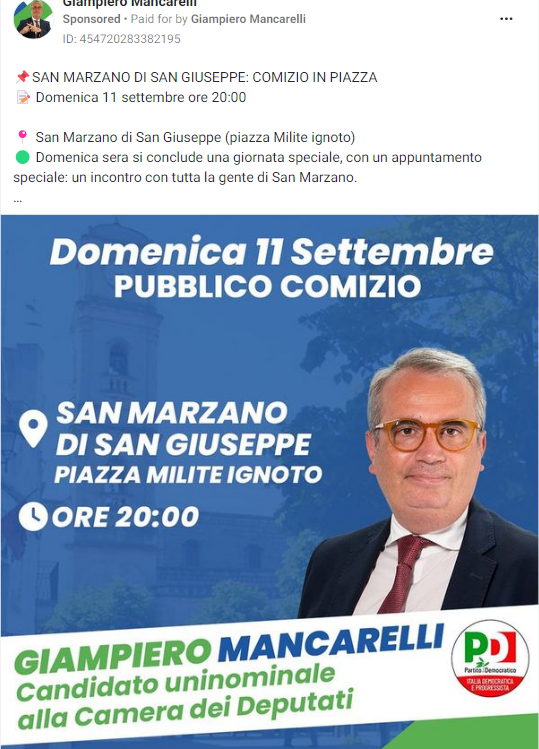 Giampiero Mancarelli
Sponsored • Paid for by Giampiero Mancarelli
ID: 454720283382195
📌SAN MARZANO DI SAN GIUSEPPE: COMIZIO IN PIAZZA
📝 Domenica 11 settembre ore 20:00
📍 San Marzano di San Giuseppe (piazza Milite ignoto)
🟢 Domenica sera si conclude una giornata speciale, con un appuntamento
speciale: un incontro con tutta la gente di San Marzano.
...
Domenica 11 Settembre
PUBBLICO COMIZIO
SAN MARZANO
DI SAN GIUSEPPE
PIAZZA MILITE IGNOTO
ORE 20:00
GIAMPIERO MANCARELLI
Candidato uninominale
alla Camera dei Deputati
PD
Partito Democratico
ITALIA DEMOCRATICA
E PROGRESSISTA